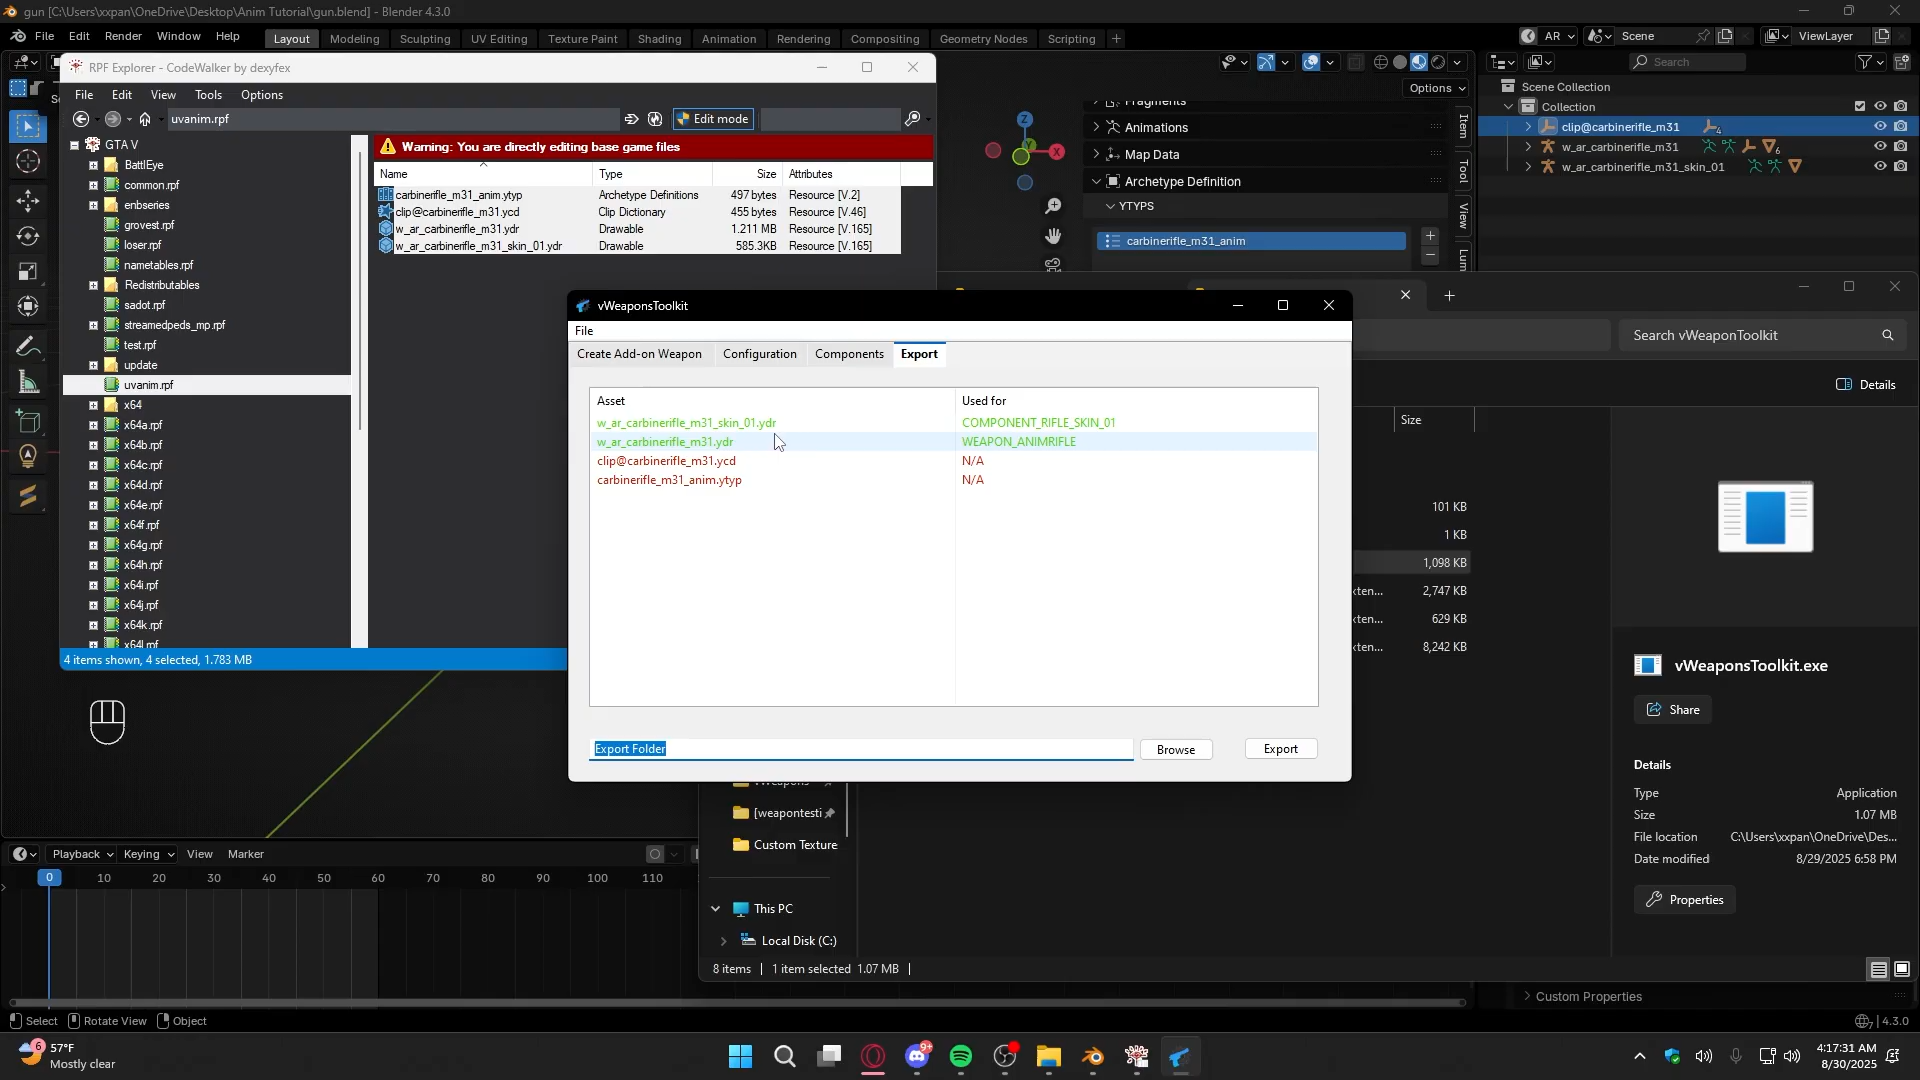 gun [C:\Users\xxpan\OneDrive\Desktop\Anim Tutorial\gun.blend] - Blender 4.3.0
File Edit Render Window Help Layout Modeling Sculpting UV Editing Texture Paint Shading Animation Rendering Compositing Geometry Nodes Scripting +
AR Scene ViewLayer
RPF Explorer - CodeWalker by dexyfex
File Edit View Tools Options
uvanim.rpf Edit mode
GTA V
BattlEye
common.rpf
enbseries
grovest.rpf
loser.rpf
nametables.rpf
Redistributables
sadot.rpf
streamedpeds_mp.rpf
test.rpf
update
uvanim.rpf
x64
x64a.rpf
x64b.rpf
x64c.rpf
x64d.rpf
x64e.rpf
x64f.rpf
x64g.rpf
x64h.rpf
x64i.rpf
x64j.rpf
x64k.rpf
x64l.rpf
Warning: You are directly editing base game files
Name Type Size Attributes
carbinerifle_m31_anim.ytyp Archetype Definitions 497 bytes Resource [V.2]
clip@carbinerifle_m31.ycd Clip Dictionary 455 bytes Resource [V.46]
w_ar_carbinerifle_m31.ydr Drawable 1.211 MB Resource [V.165]
w_ar_carbinerifle_m31_skin_01.ydr Drawable 585.3KB Resource [V.165]
4 items shown, 4 selected, 1.783 MB
Options
Fragments
Animations
Map Data
Archetype Definition
YTYPS
carbinerifle_m31_anim
Z
Y
X
Item
Tool
View
Search
Scene Collection
Collection
clip@carbinerifle_m31 4
w_ar_carbinerifle_m31 6
w_ar_carbinerifle_m31_skin_01
vWeaponsToolkit
File
Create Add-on Weapon Configuration Components Export
Asset Used for
w_ar_carbinerifle_m31_skin_01.ydr COMPONENT_RIFLE_SKIN_01
w_ar_carbinerifle_m31.ydr WEAPON_ANIMRIFLE
clip@carbinerifle_m31.ycd N/A
carbinerifle_m31_anim.ytyp N/A
Export Folder Browse Export
Search vWeaponToolkit
Details
Size
101 KB
1 KB
1,098 KB
2,747 KB
629 KB
8,242 KB
vWeaponsToolkit.exe
Share
Details
Type Application
Size 1.07 MB
File location C:\Users\xxpan\OneDrive\Des...
Date modified 8/29/2025 6:58 PM
Properties
[weapontesti
Custom Texture
This PC
Local Disk (C:)
8 items 1 item selected 1.07 MB
Custom Properties
Playback Keying View Marker
0 10 20 30 40 50 60 70 80 90 100 110
Select Rotate View Object
4.3.0
6
57°F
Mostly clear
9+
4:17:31 AM
8/30/2025